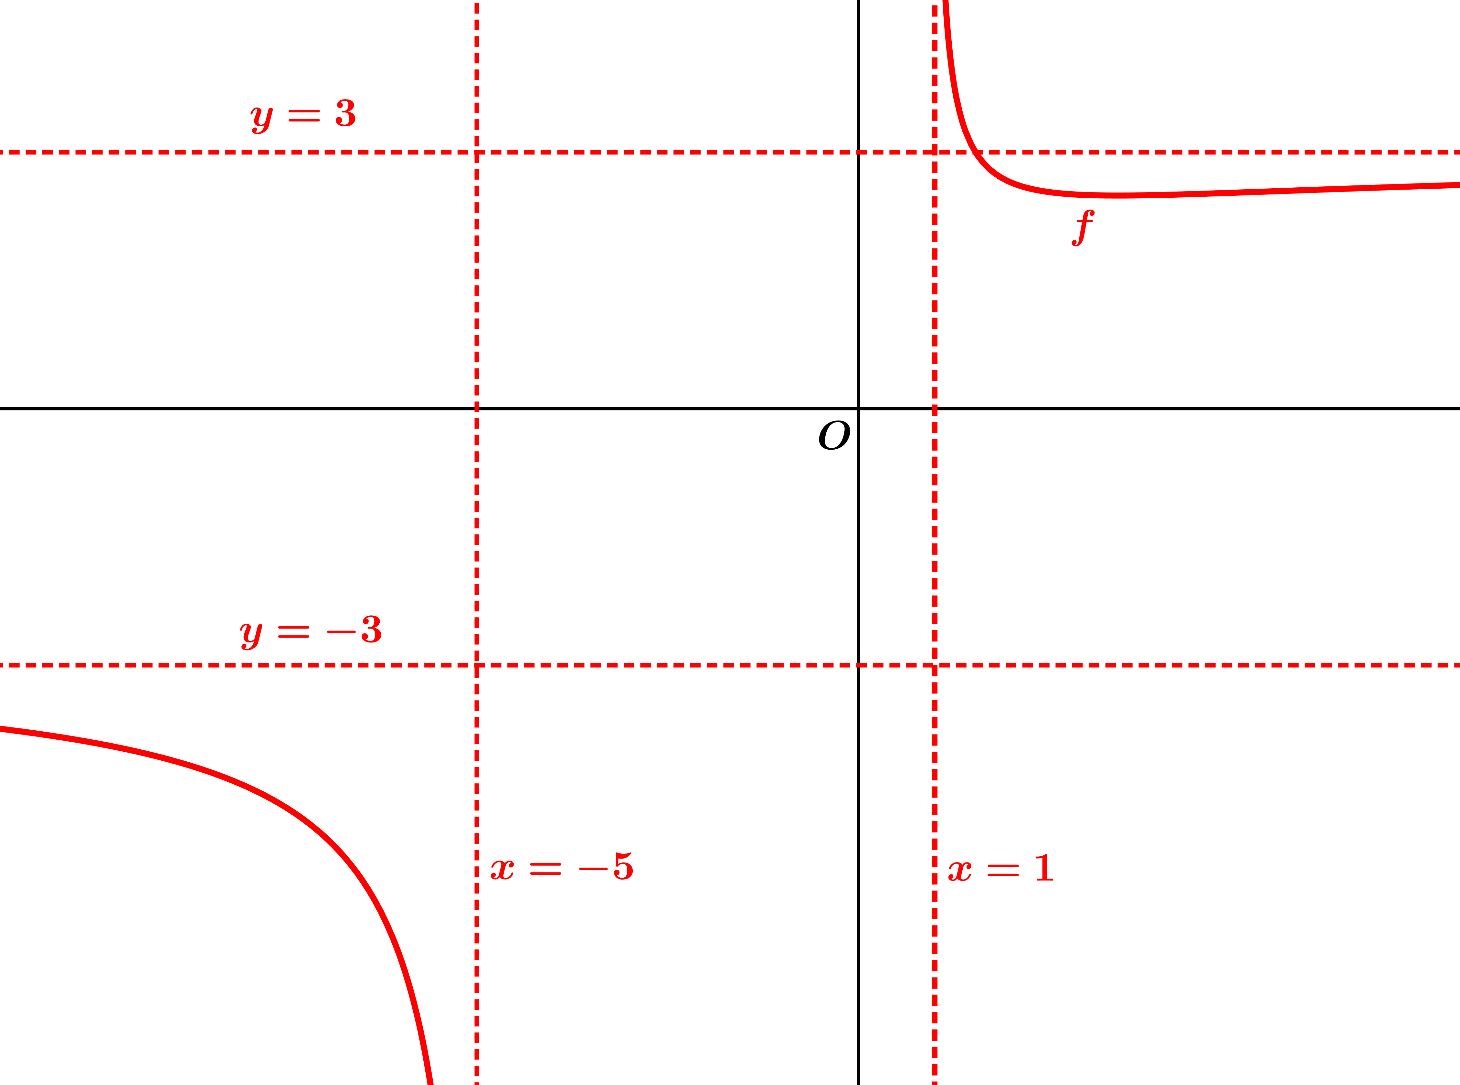 y = 3
f
O
y = −3
x = −5
x = 1